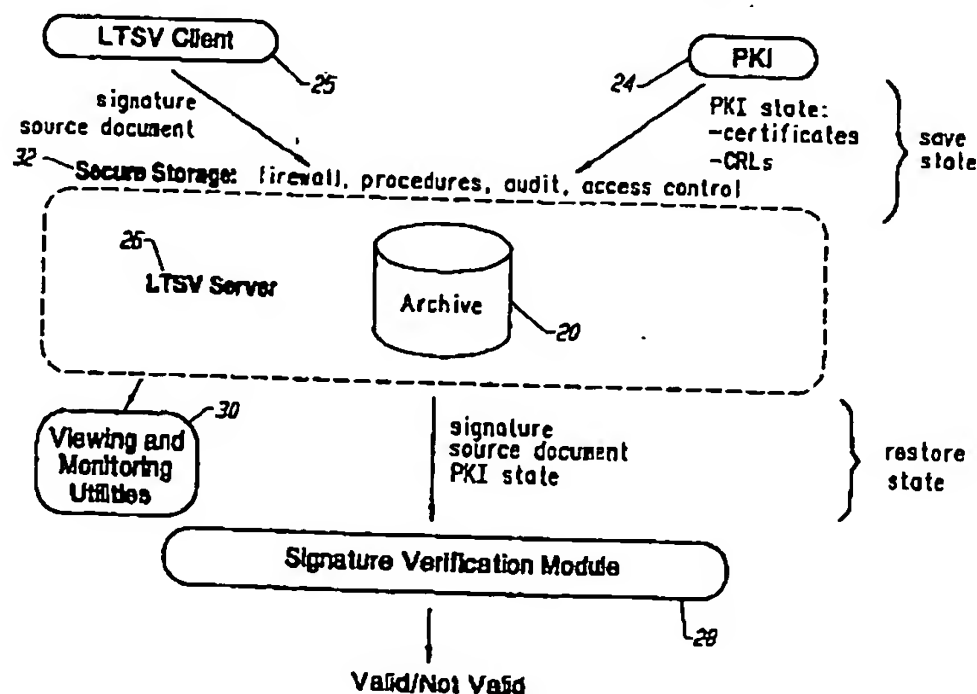 LTSV Client
25
PKI
24
signature
source document
PKI state:
-certificates
-CRLs
save
state
32
Secure Storage: firewall, procedures, audit, access control
26
LTSV Server
Archive
20
30
Viewing and
Monitoring
Utilities
signature
source document
PKI state
restore
state
Signature Verification Module
28
Valid/Not Valid